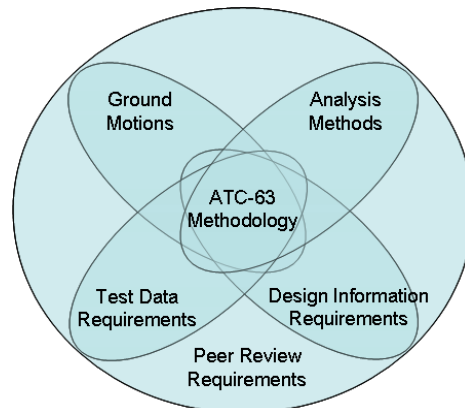 Ground
Motions
Analysis
Methods
ATC-63
Methodology
Test Data
Requirements
Design Information
Requirements
Peer Review
Requirements